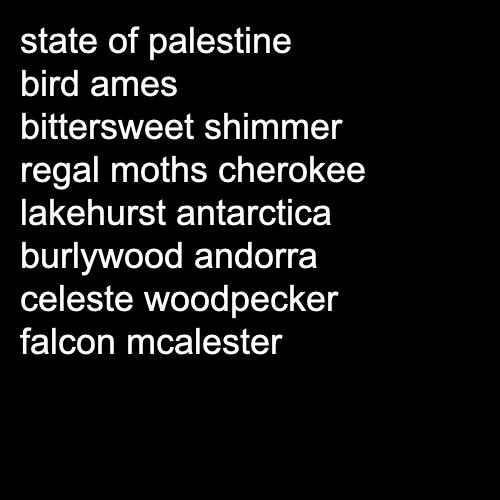 state of palestine
bird ames
bittersweet shimmer
regal moths cherokee
lakehurst antarctica
burlywood andorra
celeste woodpecker
falcon mcalester